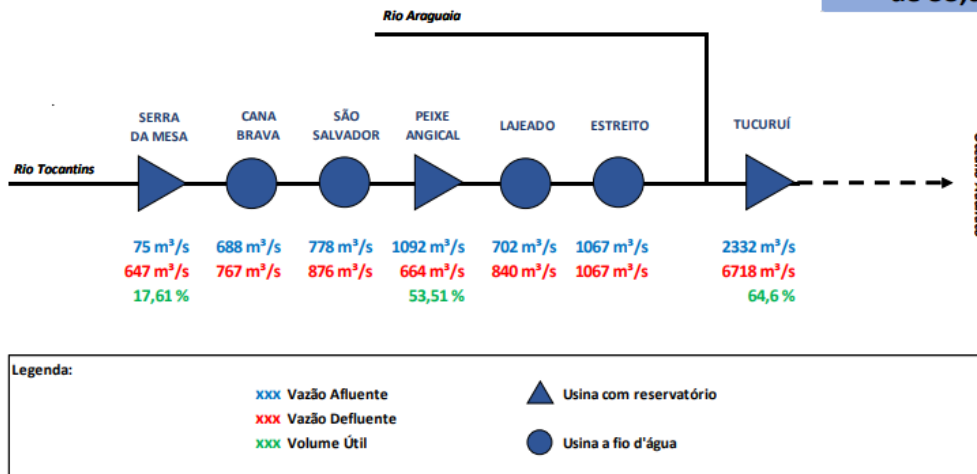 Rio Araguaia
SERRA DA MESA
CANA BRAVA
SÃO SALVADOR
PEIXE ANGICAL
LAJEADO
ESTREITO
TUCURUÍ
Rio Tocantins
75 m³/s 688 m³/s 778 m³/s 1092 m³/s 702 m³/s 1067 m³/s 2332 m³/s
647 m³/s 767 m³/s 876 m³/s 664 m³/s 840 m³/s 1067 m³/s 6718 m³/s
17,61 % 53,51 % 64,6 %
Legenda:
xxx Vazão Afluente
xxx Vazão Defluente
xxx Volume Útil
Usina com reservatório
Usina a fio d'água